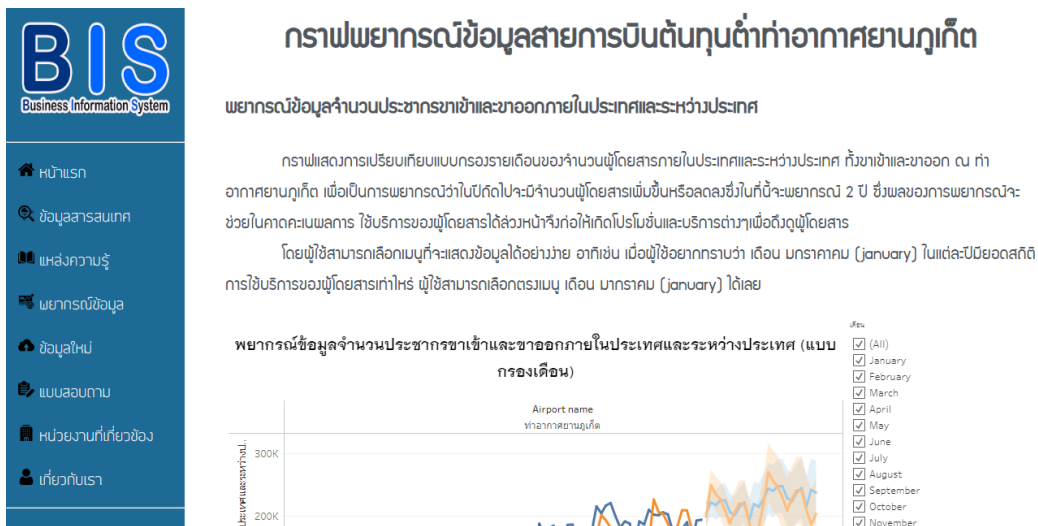 BIS
Business Information System
หน้าแรก
ข้อมูลสารสนเทศ
แหล่งความรู้
พยากรณ์ข้อมูล
ข้อมูลใหม่
แบบสอบถาม
หน่วยงานที่เกี่ยวข้อง
เกี่ยวกับเรา
กราฟพยากรณ์ข้อมูลสายการบินต้นทุนต่ำท่าอากาศยานภูเก็ต
พยากรณ์ข้อมูลจำนวนประชากรขาเข้าและขาออกภายในประเทศและระหว่างประเทศ
กราฟแสดงการเปรียบเทียบแบบกรองรายเดือนของจำนวนผู้โดยสารภายในประเทศและระหว่างประเทศ ทั้งขาเข้าและขาออก ณ ท่า
อากาศยานภูเก็ต เพื่อเป็นการพยากรณ์ว่าในปีถัดไปจะมีจำนวนผู้โดยสารเพิ่มขึ้นหรือลดลงซึ่งในที่นี้จะพยากรณ์ 2 ปี ซึ่งผลของการพยากรณ์จะ
ช่วยในคาดคะเนผลการ ใช้บริการของผู้โดยสารได้ล่วงหน้าจึงก่อให้เกิดโปรโมชั่นและบริการต่างๆเพื่อดึงดูผู้โดยสาร
โดยผู้ใช้สามารถเลือกเมนูที่จะแสดงข้อมูลได้อย่างง่าย อาทิเช่น เมื่อผู้ใช้อยากทราบว่า เดือน มกราคาคม (january) ในแต่ละปีมียอดสถิติ
การใช้บริการของผู้โดยสารเท่าไหร่ ผู้ใช้สามารถเลือกตรงเมนู เดือน มากราคม (january) ได้เลย
พยากรณ์ข้อมูลจำนวนประชากรขาเข้าและขาออกภายในประเทศและระหว่างประเทศ (แบบ
กรองเดือน)
Airport name
ท่าอากาศยานภูเก็ต
ประเทศและระหว่างป..
300K
200K
เดือน
(All)
January
February
March
April
May
June
July
August
September
October
November